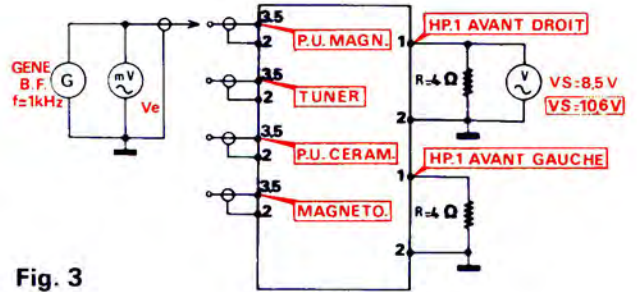 GENE
B.F.
f=1kHz
G
mV
Ve
3.5
2
P.U. MAGN.
3.5
2
TUNER
3.5
2
P.U. CERAM.
3.5
2
MAGNETO.
1
HP.1 AVANT DROIT
R=4 Ω
V
VS=8,5 V
VS=10,6V
2
HP.1 AVANT GAUCHE
1
R=4 Ω
2
Fig. 3